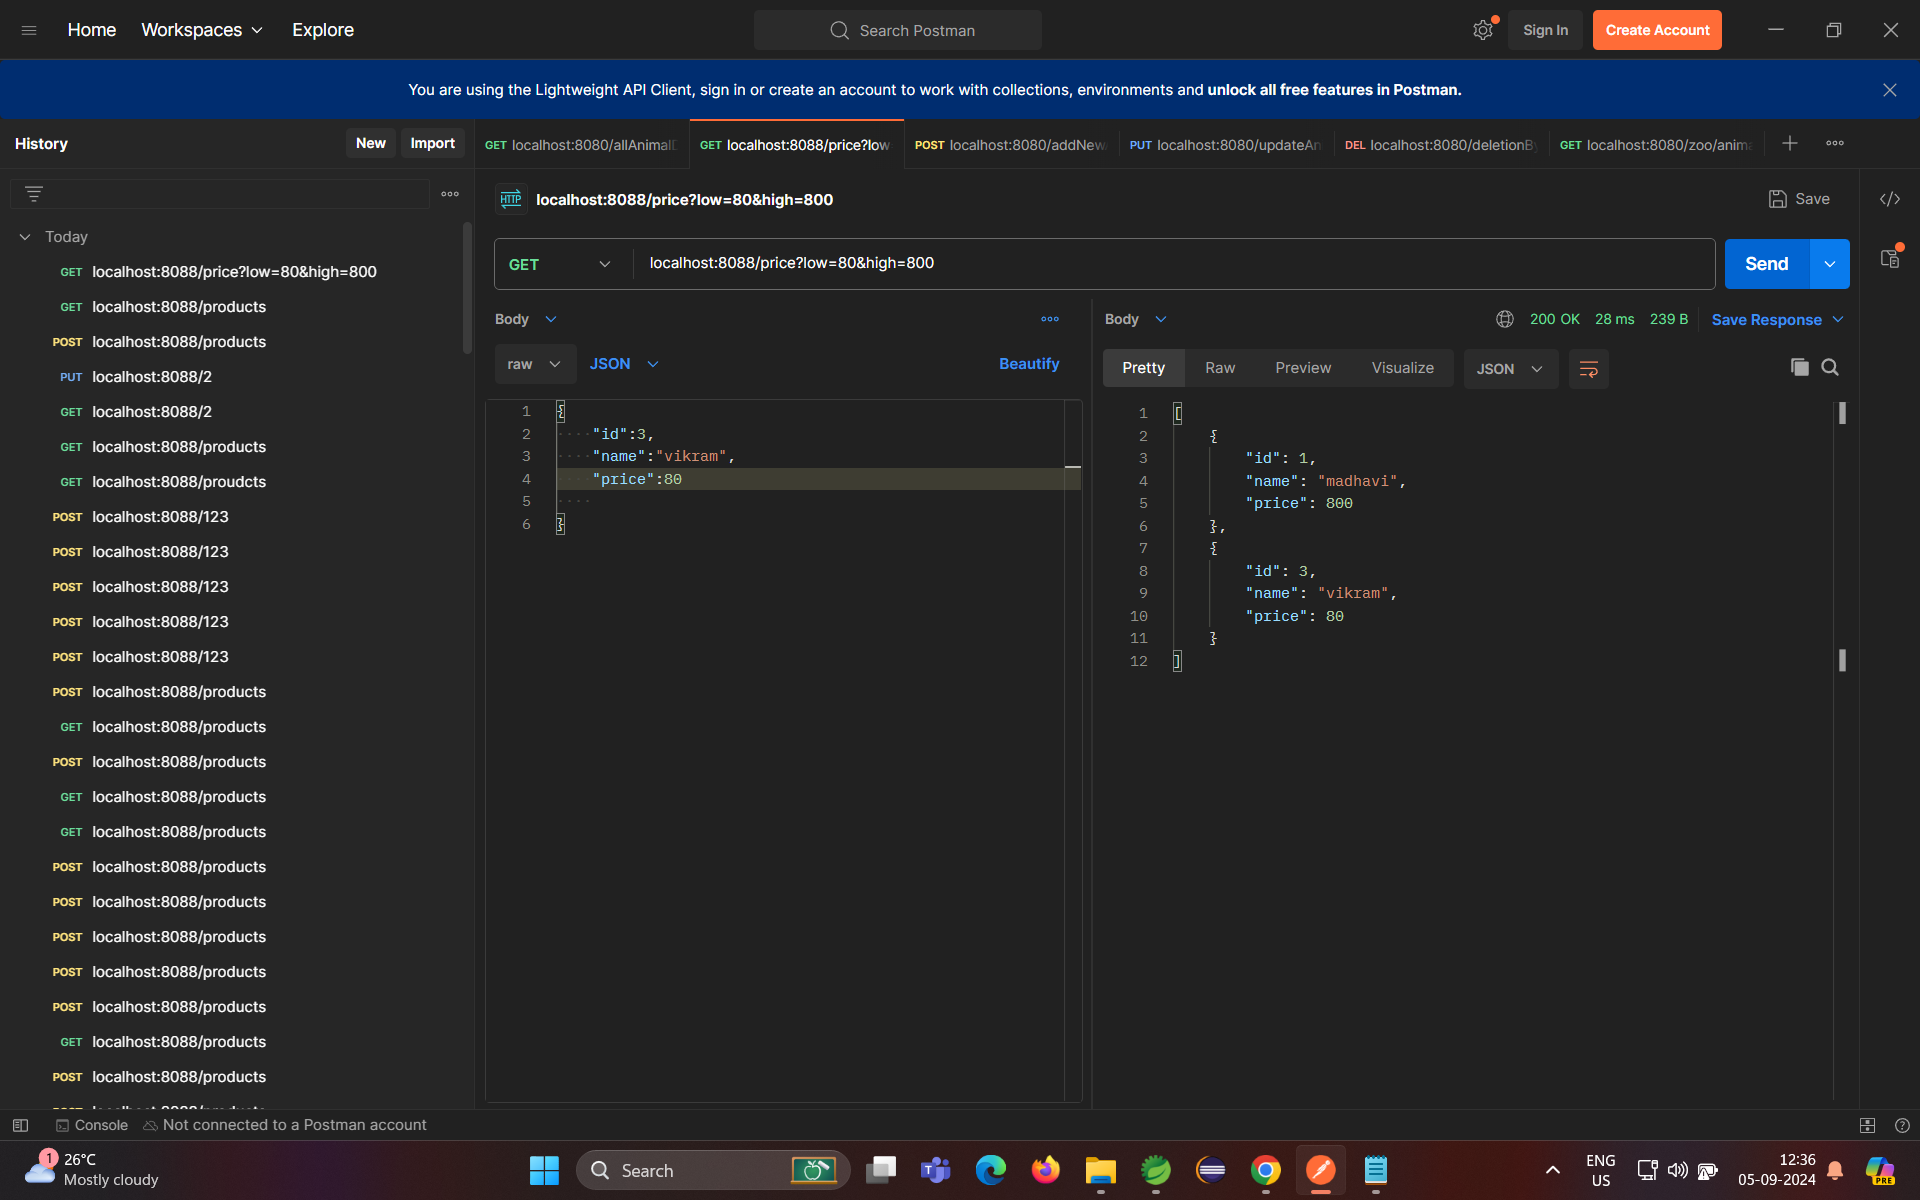 Home Workspaces Explore Search Postman Sign In Create Account
You are using the Lightweight API Client, sign in or create an account to work with collections, environments and unlock all free features in Postman.
History New Import
GET localhost:8080/allAnimal GET localhost:8088/price?low POST localhost:8080/addNew PUT localhost:8080/updateAn DEL localhost:8080/deletionB GET localhost:8080/zoo/anima
HTTP localhost:8088/price?low=80&high=800 Save </>
Today
GET localhost:8088/price?low=80&high=800
GET localhost:8088/products
POST localhost:8088/products
PUT localhost:8088/2
GET localhost:8088/2
GET localhost:8088/products
GET localhost:8088/proudcts
POST localhost:8088/123
POST localhost:8088/123
POST localhost:8088/123
POST localhost:8088/123
POST localhost:8088/123
POST localhost:8088/products
GET localhost:8088/products
POST localhost:8088/products
GET localhost:8088/products
GET localhost:8088/products
POST localhost:8088/products
POST localhost:8088/products
POST localhost:8088/products
POST localhost:8088/products
POST localhost:8088/products
GET localhost:8088/products
POST localhost:8088/products
GET localhost:8088/price?low=80&high=800 Send
Body
raw JSON Beautify
1 {
2 "id":3,
3 "name":"vikram",
4 "price":80
5
6 }
Body 200 OK 28 ms 239 B Save Response
Pretty Raw Preview Visualize JSON
1 [
2 {
3 "id": 1,
4 "name": "madhavi",
5 "price": 800
6 },
7 {
8 "id": 3,
9 "name": "vikram",
10 "price": 80
11 }
12 ]
Console Not connected to a Postman account
1 26°C
Mostly cloudy
Search
ENG
US
12:36
05-09-2024
PRE